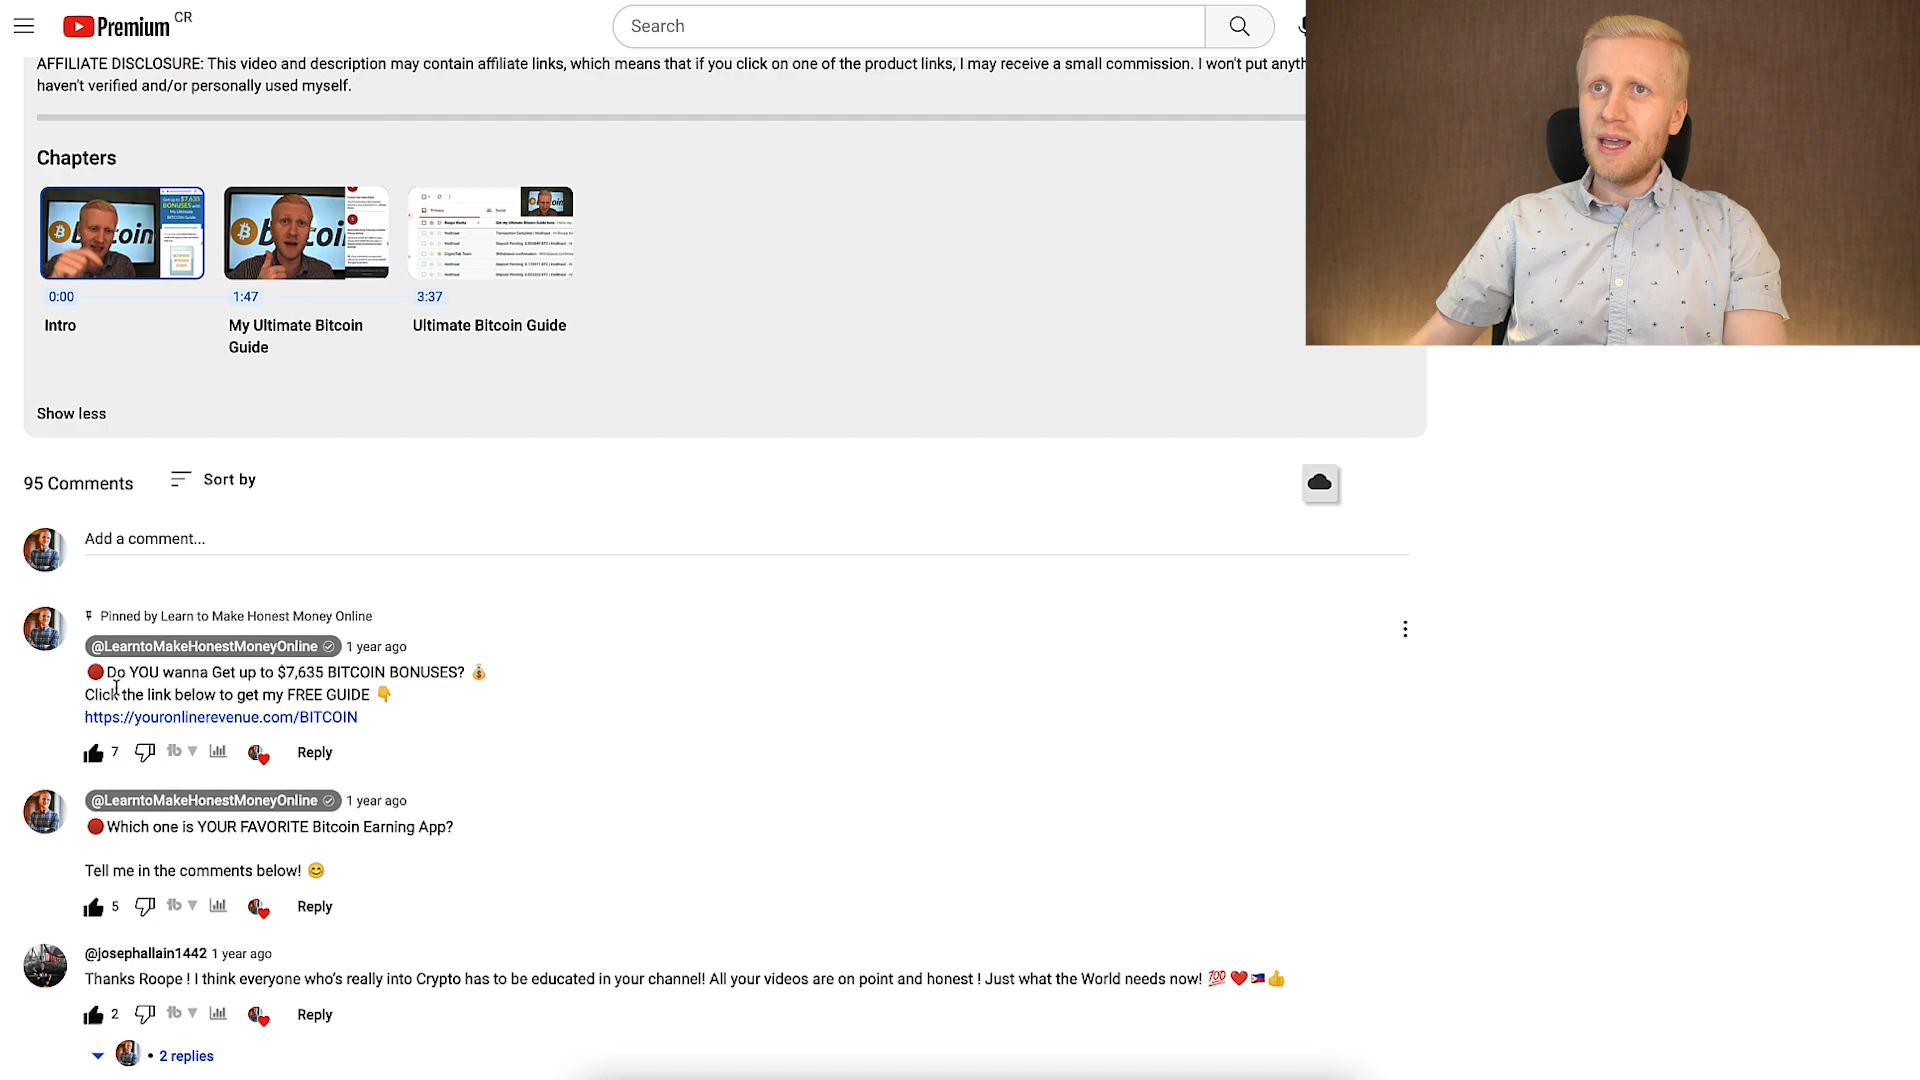 Premium CR
Search
AFFILIATE DISCLOSURE: This video and description may contain affiliate links, which means that if you click on one of the product links, I may receive a small commission. I won't put anyth
haven't verified and/or personally used myself.
Chapters
0:00
Intro
1:47
My Ultimate Bitcoin
Guide
3:37
Ultimate Bitcoin Guide
Show less
95 Comments
Sort by
Add a comment...
Pinned by Learn to Make Honest Money Online
@LearntoMakeHonestMoneyOnline 1 year ago
🔴Do YOU wanna Get up to $7,635 BITCOIN BONUSES? 💰
Click the link below to get my FREE GUIDE 👇
https://youronlinerevenue.com/BITCOIN
7
Reply
@LearntoMakeHonestMoneyOnline 1 year ago
🔴Which one is YOUR FAVORITE Bitcoin Earning App?
Tell me in the comments below! 😊
5
Reply
@josephallain1442 1 year ago
Thanks Roope ! I think everyone who's really into Crypto has to be educated in your channel! All your videos are on point and honest ! Just what the World needs now! 💯❤️🇵🇭👍
2
Reply
• 2 replies